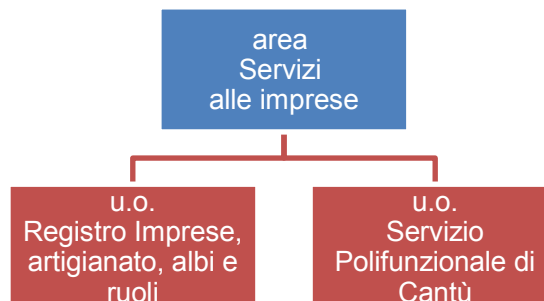 area
Servizi
alle imprese
u.o.
Registro Imprese,
artigianato, albi e
ruoli
u.o.
Servizio
Polifunzionale di
Cantù